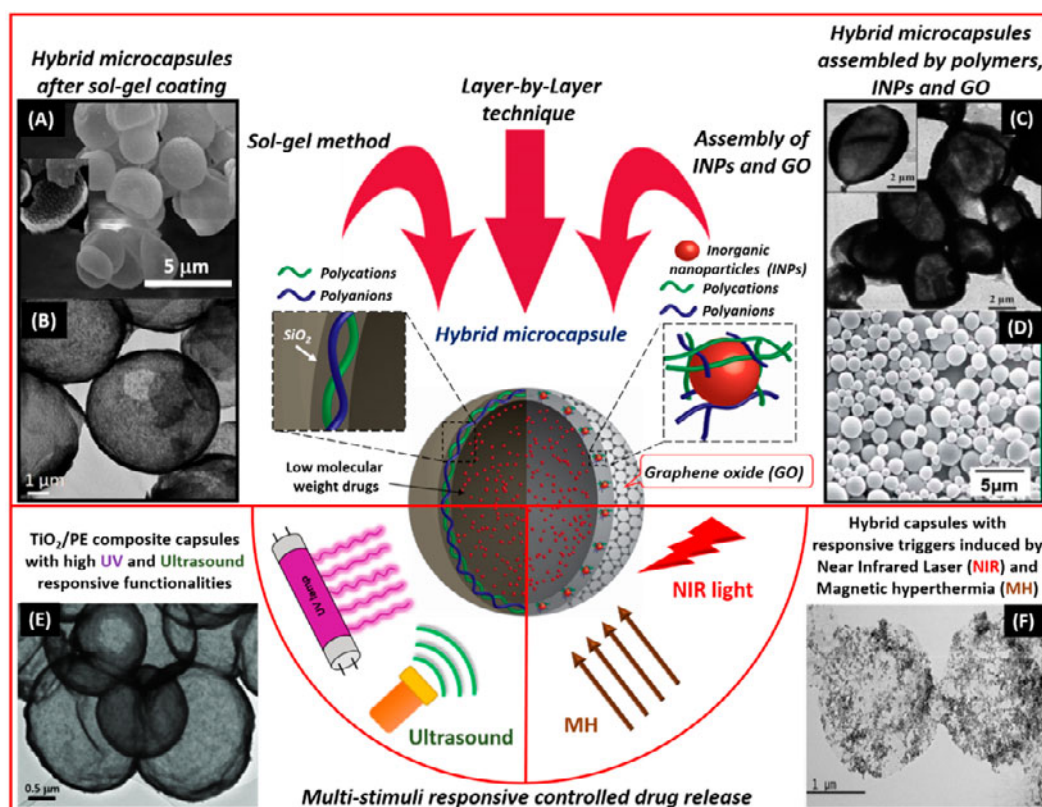 Hybrid microcapsules
after sol-gel coating
(A)
5 μm
(B)
1 μm
Layer-by-Layer
technique
Sol-gel method
Assembly of
INPs and GO
Hybrid microcapsules
assembled by polymers,
INPs and GO
(C)
2 μm
2 μm
(D)
5μm
Polycations
Polyanions
SiO₂
Hybrid microcapsule
Inorganic
nanoparticles (INPs)
Polycations
Polyanions
Low molecular
weight drugs
Graphene oxide (GO)
TiO₂/PE composite capsules
with high UV and Ultrasound
responsive functionalities
(E)
0.5 μm
UV lamp
Ultrasound
NIR light
MH
Hybrid capsules with
responsive triggers induced by
Near Infrared Laser (NIR) and
Magnetic hyperthermia (MH)
(F)
1 μm
Multi-stimuli responsive controlled drug release